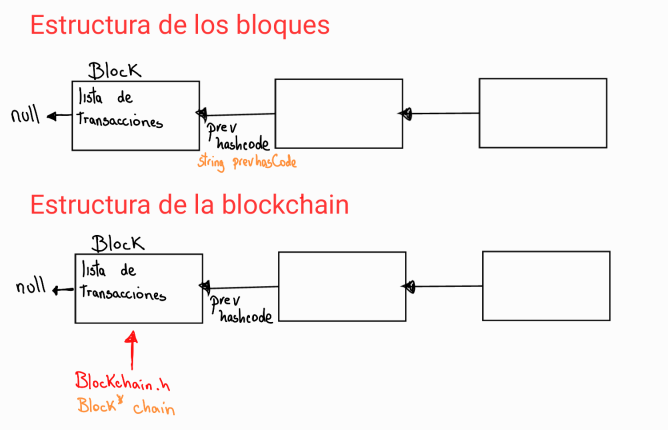 Estructura de los bloques
Block
lista de
transacciones
null
prev
hashcode
string prevhasCode
Estructura de la blockchain
Block
lista de
transacciones
null
prev
hashcode
Blockchain.h
Block* chain